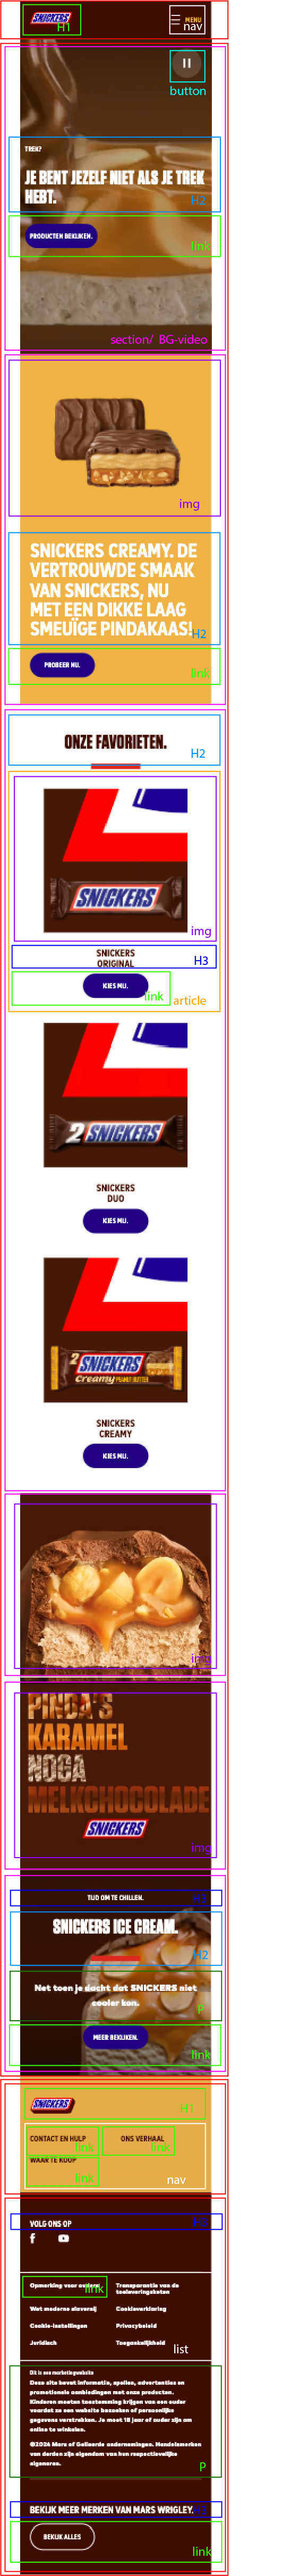 SNICKERS
H1
MENU
nav
button
TREK?
JE BENT JEZELF NIET ALS JE TREK
HEBT.
H2
PRODUCTEN BEKIJKEN.
link
section/ BG-video
img
SNICKERS CREAMY. DE
VERTROUWDE SMAAK
VAN SNICKERS, NU
MET EEN DIKKE LAAG
SMEUÏGE PINDAKAAS!
H2
PROBEER NU.
link
ONZE FAVORIETEN.
H2
SNICKERS
img
SNICKERS
ORIGINAL
H3
KIES MIJ.
link
article
2 SNICKERS
SNICKERS
DUO
KIES MIJ.
2 SNICKERS
Creamy PEANUT BUTTER
SNICKERS
CREAMY
KIES MIJ.
img
PINDA'S
KARAMEL
NOGA
MELKCHOCOLADE
SNICKERS
img
TIJD OM TE CHILLEN.
H3
SNICKERS ICE CREAM.
H2
Net toen je dacht dat SNICKERS niet
cooler kon.
P
MEER BEKIJKEN.
link
SNICKERS
H1
CONTACT EN HULP
link
ONS VERHAAL
link
WAAR TE KOOP
link
nav
VOLG ONS OP
H3
Opmerking voor ouders
link
Transparantie van de
toeleveringsketen
Wet moderne slavernij
Cookieverklaring
Cookie-instellingen
Privacybeleid
Juridisch
Toegankelijkheid
list
Dit is een marketingwebsite
Deze site bevat informatie, spellen, advertenties en
promotionele aanbiedingen met onze producten.
Kinderen moeten toestemming krijgen van een ouder
voordat ze een website bezoeken of persoonlijke
gegevens verstrekken. Je moet 18 jaar of ouder zijn om
online te winkelen.
©2024 Mars of Gelieerde ondernemingen. Handelsmerken
van derden zijn eigendom van hun respectievelijke
eigenaren.
P
BEKIJK MEER MERKEN VAN MARS WRIGLEY.
H3
BEKIJK ALLES
link